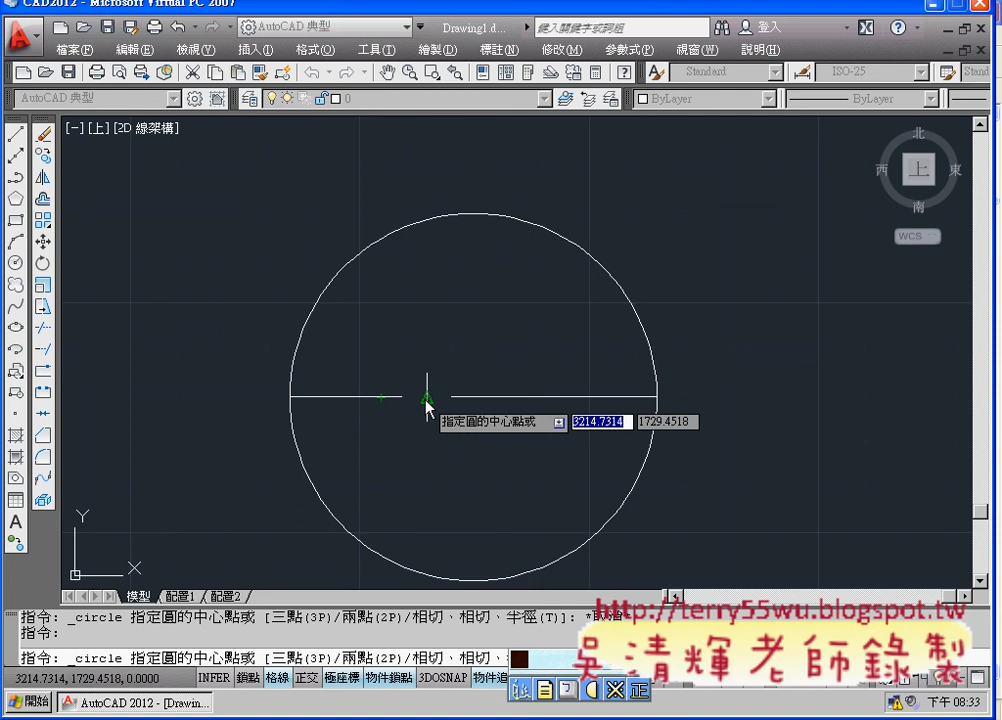 CAD2012 - Microsoft Virtual PC 2007
AutoCAD 典型
Drawing1.d...
鍵入關鍵字或詞組
登入
檔案(F) 編輯(E) 檢視(V) 插入(I) 格式(O) 工具(T) 繪製(D) 標註(N) 修改(M) 參數式(P) 視窗(W) 說明(H)
Standard ISO-25 Stand
AutoCAD 典型 0 ByLayer ByLayer
[−] [上] [2D 線架構]
北
西 上 東
南
WCS
指定圓的中心點或 3214.7314 1729.4518
Y
X
模型 配置1 配置2
指令: _circle 指定圓的中心點或 [三點(3P)/兩點(2P)/相切、相切、半徑(T)]: *取消*
指令:
指令: _circle 指定圓的中心點或 [三點(3P)/兩點(2P)/相切、相切、
http://terry55wu.blogspot.tw
吳清輝老師錄製
3214.7314, 1729.4518, 0.0000 INFER 鎖點 格線 正交 極座標 物件鎖點 3DOSNAP 物件追
開始 AutoCAD 2012 - [Drawin... 下午 08:33